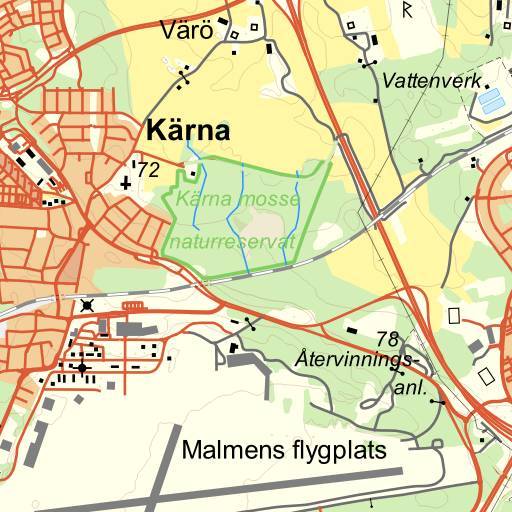 R
Värö
Vattenverk
Kärna
72
Kärna mosse
naturreservat
78
Återvinnings-
anl.
Malmens flygplats